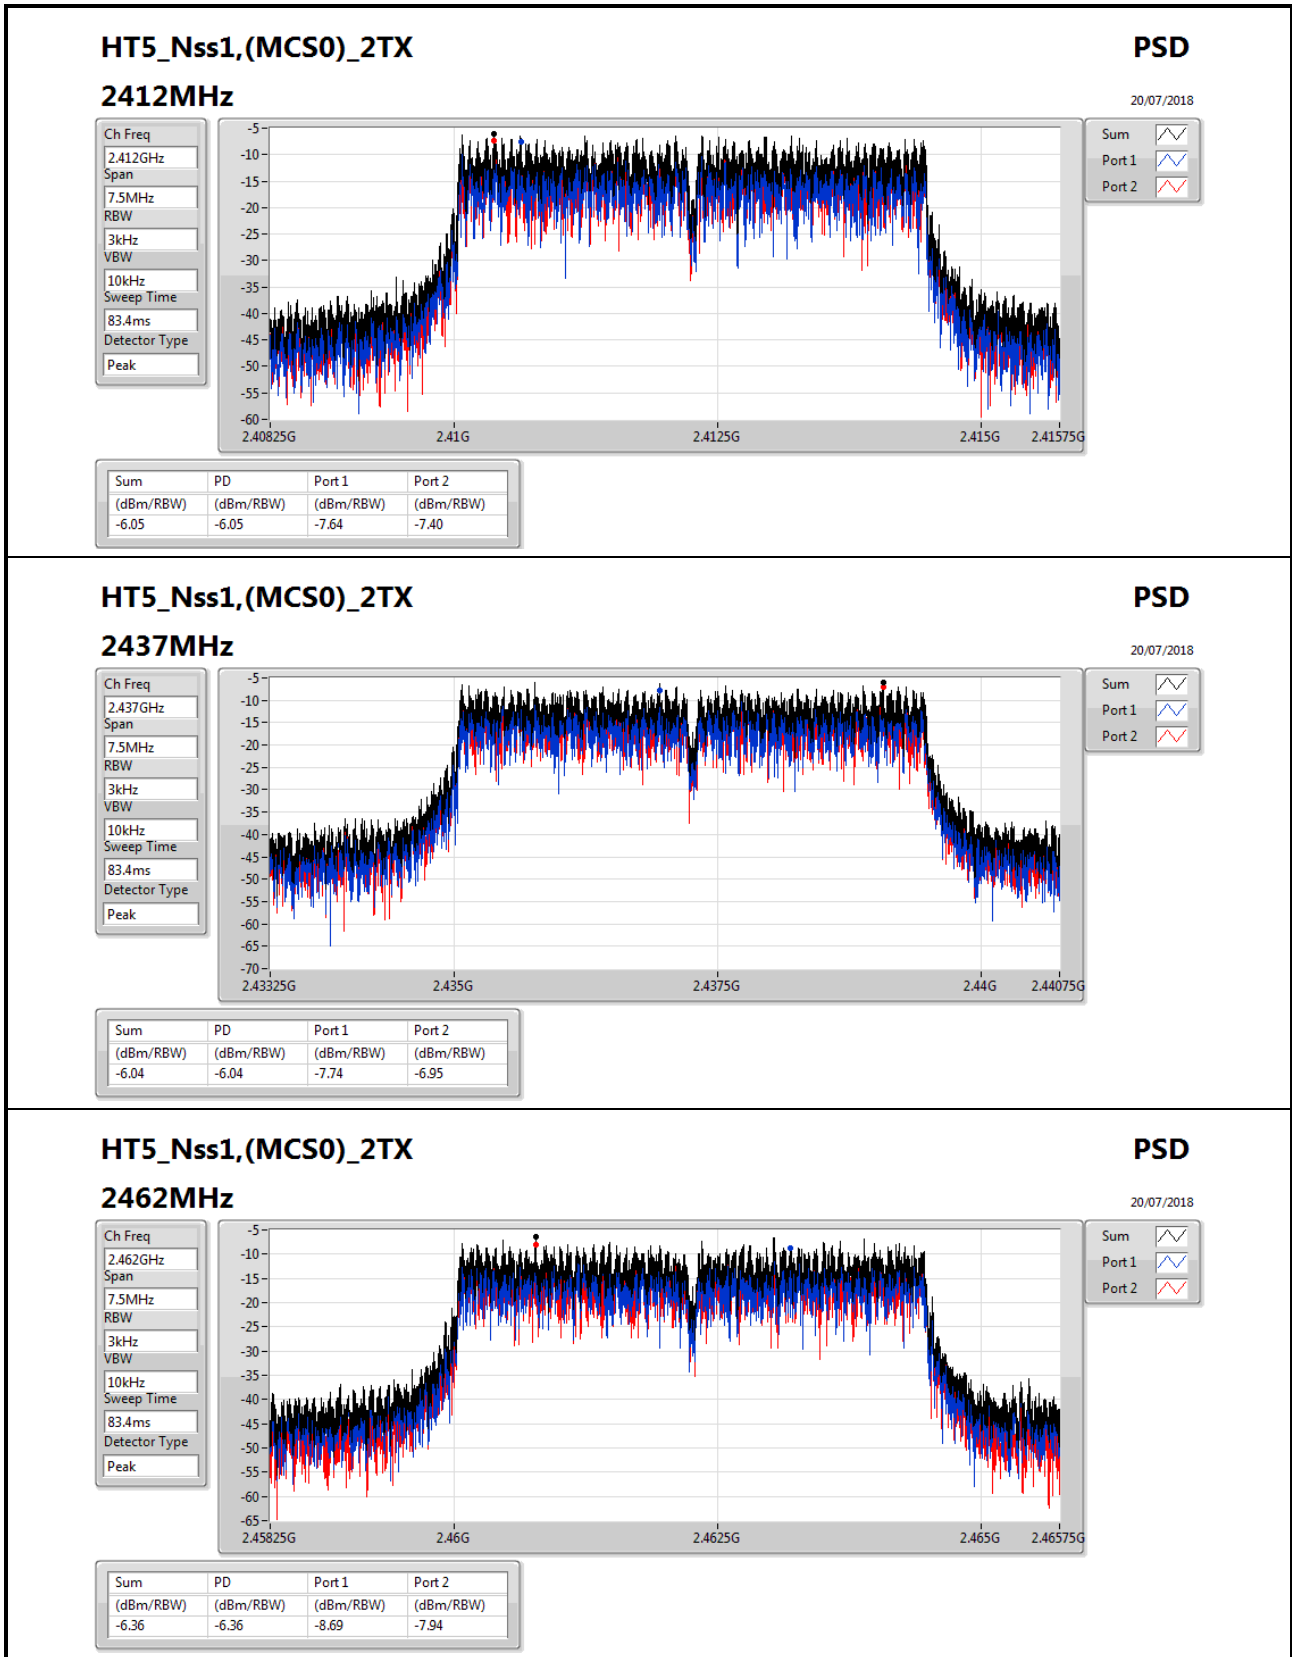 HT5_Nss1,(MCS0)_2TX PSD
2412MHz 20/07/2018
Ch Freq
2.412GHz
Span
7.5MHz
RBW
3kHz
VBW
10kHz
Sweep Time
83.4ms
Detector Type
Peak
-5
-10
-15
-20
-25
-30
-35
-40
-45
-50
-55
-60
2.40825G 2.41G 2.4125G 2.415G 2.41575G
Sum
Port 1
Port 2
Sum PD Port 1 Port 2
(dBm/RBW) (dBm/RBW) (dBm/RBW) (dBm/RBW)
-6.05 -6.05 -7.64 -7.40
HT5_Nss1,(MCS0)_2TX PSD
2437MHz 20/07/2018
Ch Freq
2.437GHz
Span
7.5MHz
RBW
3kHz
VBW
10kHz
Sweep Time
83.4ms
Detector Type
Peak
-5
-10
-15
-20
-25
-30
-35
-40
-45
-50
-55
-60
-65
-70
2.43325G 2.435G 2.4375G 2.44G 2.44075G
Sum
Port 1
Port 2
Sum PD Port 1 Port 2
(dBm/RBW) (dBm/RBW) (dBm/RBW) (dBm/RBW)
-6.04 -6.04 -7.74 -6.95
HT5_Nss1,(MCS0)_2TX PSD
2462MHz 20/07/2018
Ch Freq
2.462GHz
Span
7.5MHz
RBW
3kHz
VBW
10kHz
Sweep Time
83.4ms
Detector Type
Peak
-5
-10
-15
-20
-25
-30
-35
-40
-45
-50
-55
-60
-65
2.45825G 2.46G 2.4625G 2.465G 2.46575G
Sum
Port 1
Port 2
Sum PD Port 1 Port 2
(dBm/RBW) (dBm/RBW) (dBm/RBW) (dBm/RBW)
-6.36 -6.36 -8.69 -7.94